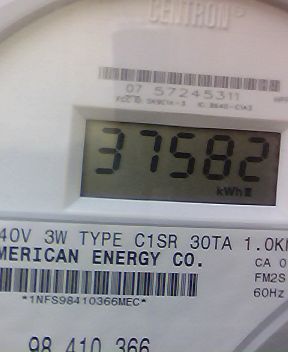 CENTRON®
07 57245311
37582
kWh
40V 3W TYPE C1SR 30TA 1.0K
MERICAN ENERGY CO.
CA 0
FM2S
*1NFS98410366MEC*
60Hz
98 410 366